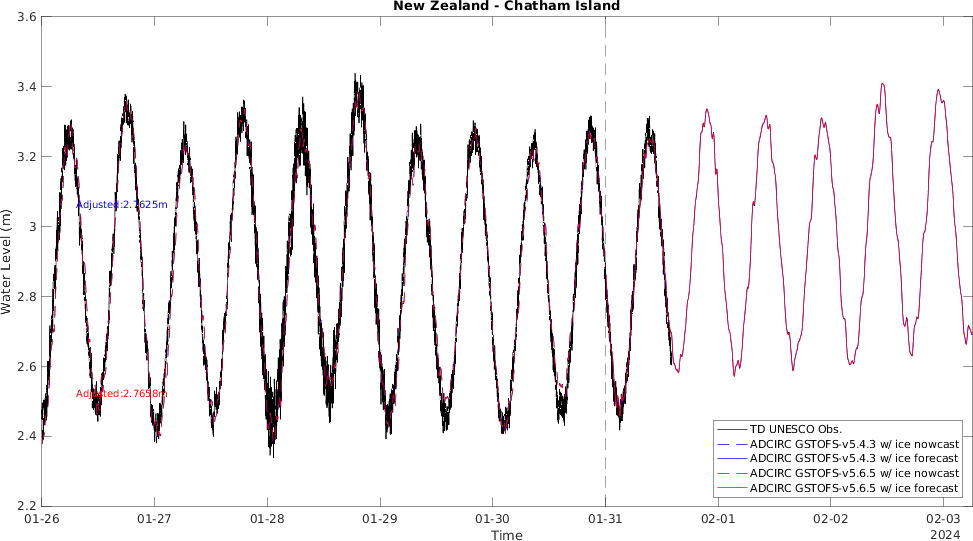 New Zealand - Chatham Island
Water Level (m)
3.6
3.4
3.2
3
2.8
2.6
2.4
2.2
Adjusted:2.7625m
Adjusted:2.7658m
TD UNESCO Obs.
ADCIRC GSTOFS-v5.4.3 w/ ice nowcast
ADCIRC GSTOFS-v5.4.3 w/ ice forecast
ADCIRC GSTOFS-v5.6.5 w/ ice nowcast
ADCIRC GSTOFS-v5.6.5 w/ ice forecast
01-26 01-27 01-28 01-29 01-30 01-31 02-01 02-02 02-03
Time
2024